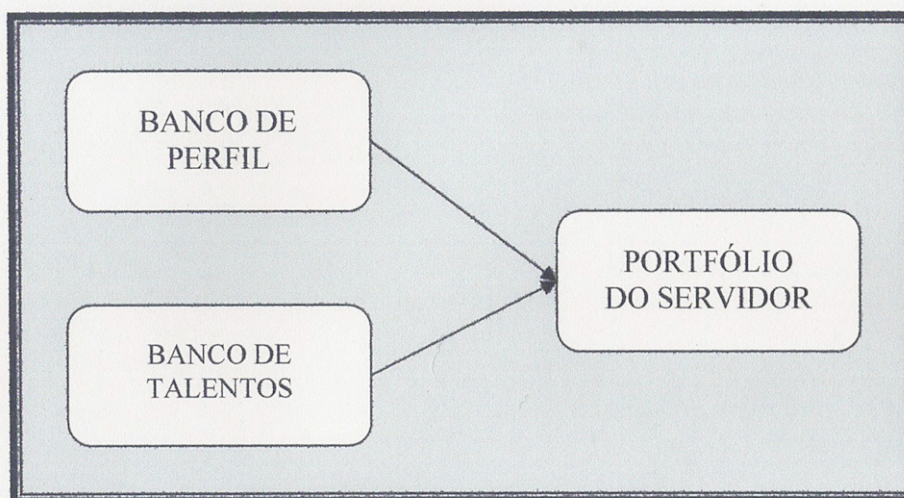 BANCO DE
PERFIL
PORTFÓLIO
DO SERVIDOR
BANCO DE
TALENTOS